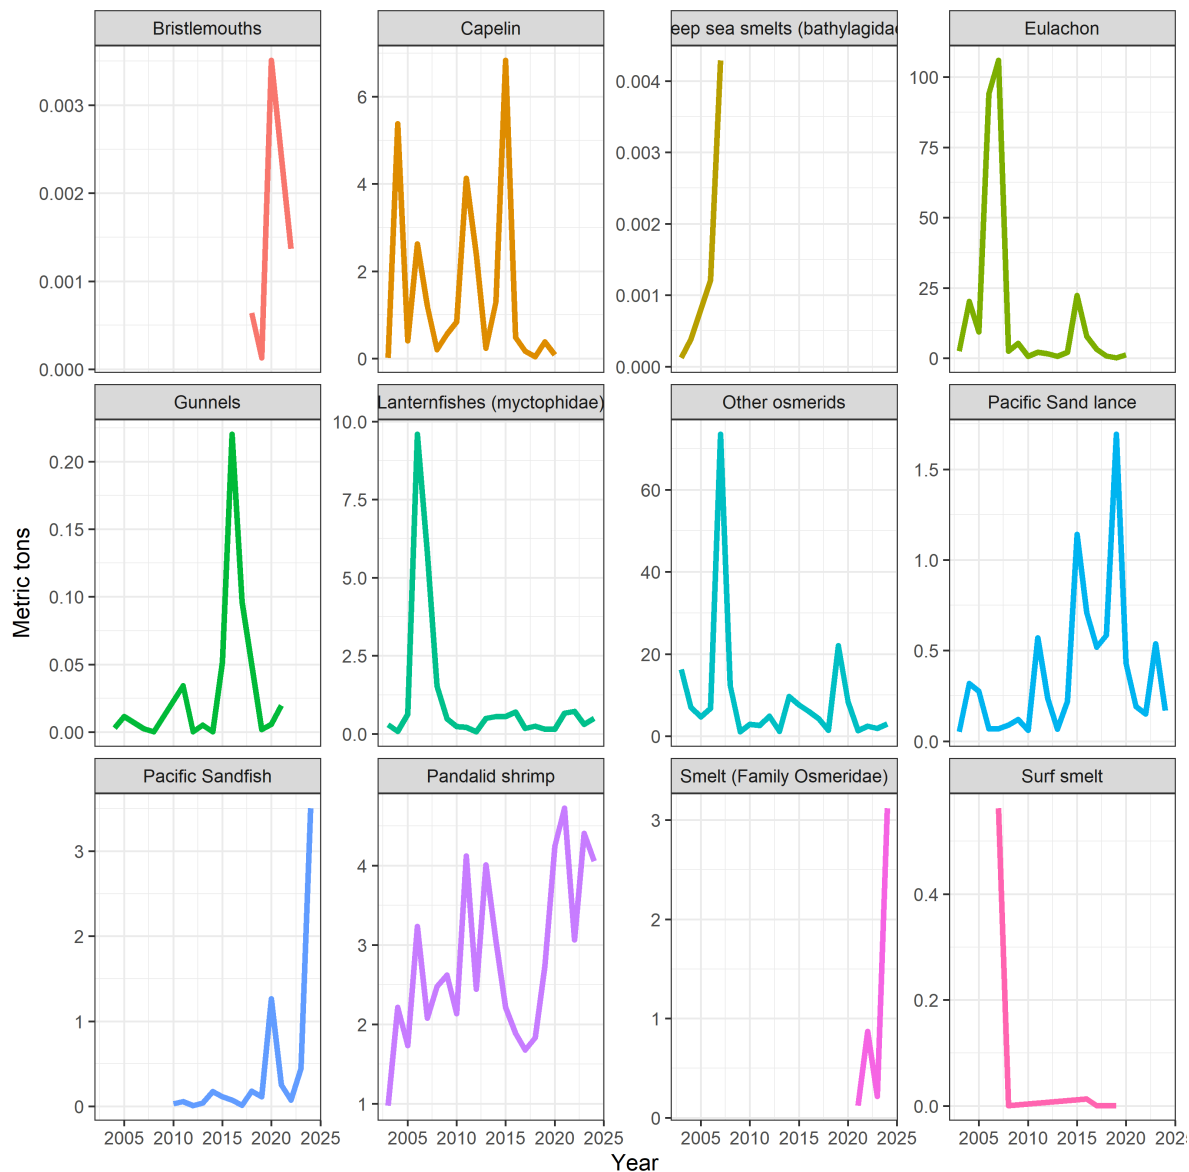 Bristlemouths
Capelin
eep sea smelts (bathylagidae
Eulachon
0.003
0.002
0.001
0.000
6
4
2
0
0.004
0.003
0.002
0.001
0.000
100
75
50
25
0
Gunnels
Lanternfishes (myctophidae)
Other osmerids
Pacific Sand lance
0.20
0.15
0.10
0.05
0.00
10.0
7.5
5.0
2.5
0.0
60
40
20
0
1.5
1.0
0.5
0.0
Metric tons
Pacific Sandfish
Pandalid shrimp
Smelt (Family Osmeridae)
Surf smelt
3
2
1
0
4
3
2
1
3
2
1
0
0.4
0.2
0.0
2005 2010 2015 2020 2025
2005 2010 2015 2020 2025
2005 2010 2015 2020 2025
2005 2010 2015 2020 202
Year